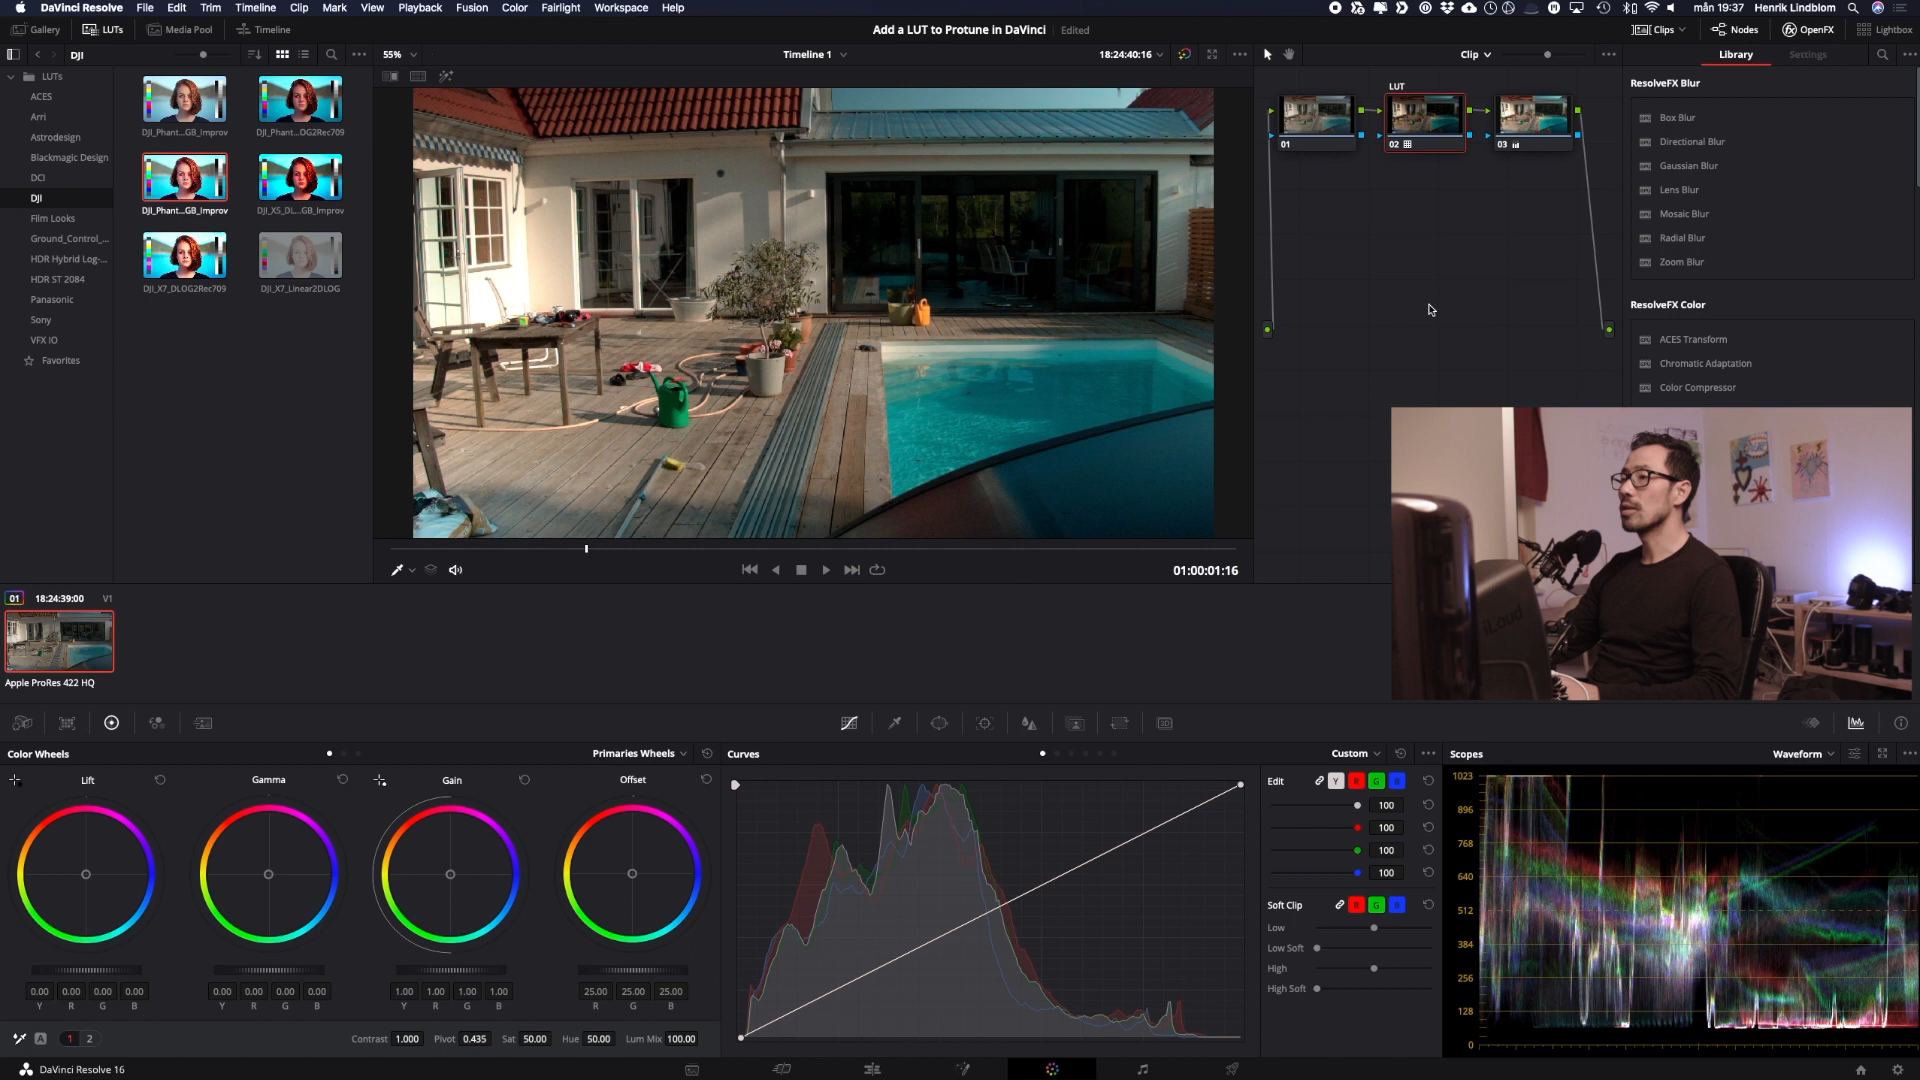 DaVinci Resolve File Edit Trim Timeline Clip Mark View Playback Fusion Color Fairlight Workspace Help mån 19:37 Henrik Lindblom
Gallery LUTs Media Pool Timeline Add a LUT to Protune in DaVinci Edited Clips Nodes OpenFX Lightbox
DJI 55% Timeline 1 18:24:40:16 Clip Library Settings
LUTs
ACES
Arri
Astrodesign
Blackmagic Design
DCI
DJI
Film Looks
Ground_Control_...
HDR Hybrid Log-...
HDR ST 2084
Panasonic
Sony
VFX IO
Favorites
DJI_Phant...GB_Improv DJI_Phant...OG2Rec709
DJI_Phant...GB_Improv DJI_X5_DL...GB_Improv
DJI_X7_DLOG2Rec709 DJI_X7_Linear2DLOG
LUT
01 02 03
ResolveFX Blur
Box Blur
Directional Blur
Gaussian Blur
Lens Blur
Mosaic Blur
Radial Blur
Zoom Blur
ResolveFX Color
ACES Transform
Chromatic Adaptation
Color Compressor
iLoud
01:00:01:16
01 18:24:39:00 V1
Apple ProRes 422 HQ
Color Wheels Primaries Wheels Curves Custom Scopes Waveform
Lift Gamma Gain Offset
0.00 0.00 0.00 0.00 0.00 0.00 0.00 0.00 1.00 1.00 1.00 1.00 25.00 25.00 25.00
Y R G B Y R G B Y R G B R G B
A 1 2 Contrast 1.000 Pivot 0.435 Sat 50.00 Hue 50.00 Lum Mix 100.00
Edit Y R G B
100
100
100
100
Soft Clip R G B
Low
Low Soft
High
High Soft
1023
896
768
640
512
384
256
128
0
DaVinci Resolve 16